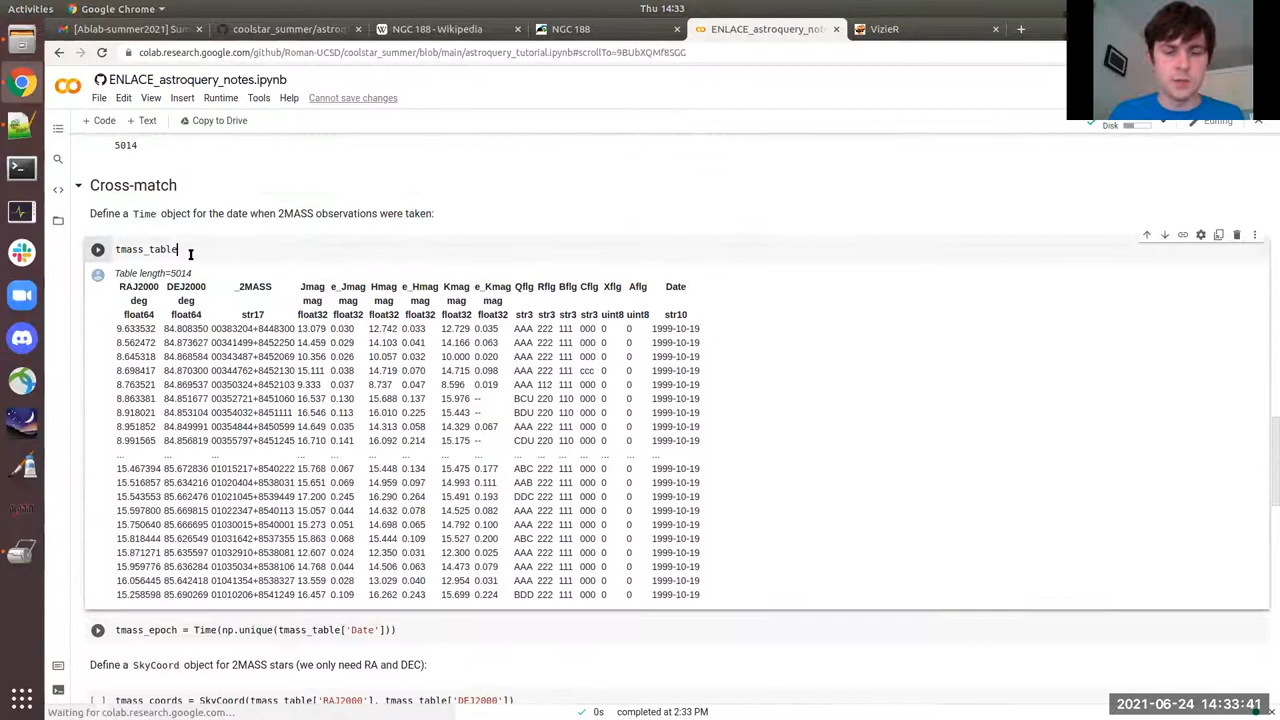 Activities Google Chrome Thu 14:33
[Ablab-summer2021] Sum coolstar_summer/astroq NGC 188 - Wikipedia NGC 188 ENLACE_astroquery_not VizieR
colab.research.google.com/github/Roman-UCSD/coolstar_summer/blob/main/astroquery_tutorial.ipynb#scrollTo=9BUbXQMf8SGG
ENLACE_astroquery_notes.ipynb
File Edit View Insert Runtime Tools Help Cannot save changes
+ Code + Text Copy to Drive Disk Editing
5014
Cross-match
Define a Time object for the date when 2MASS observations were taken:
tmass_table
Table length=5014
RAJ2000 DEJ2000 _2MASS Jmag e_Jmag Hmag e_Hmag Kmag e_Kmag Qflg Rflg Bflg Cflg Xflg Aflg Date
deg deg mag mag mag mag mag mag
float64 float64 str17 float32 float32 float32 float32 float32 float32 str3 str3 str3 str3 uint8 uint8 str10
9.633532 84.808350 00383204+8448300 13.079 0.030 12.742 0.033 12.729 0.035 AAA 222 111 000 0 0 1999-10-19
8.562472 84.873627 00341499+8452250 14.459 0.029 14.103 0.041 14.166 0.063 AAA 222 111 000 0 0 1999-10-19
8.645318 84.868584 00343487+8452069 10.356 0.026 10.057 0.032 10.000 0.020 AAA 222 111 000 0 0 1999-10-19
8.698417 84.870300 00344762+8452130 15.111 0.038 14.719 0.070 14.715 0.098 AAA 222 111 ccc 0 0 1999-10-19
8.763521 84.869537 00350324+8452103 9.333 0.037 8.737 0.047 8.596 0.019 AAA 112 111 000 0 0 1999-10-19
8.863381 84.851668 00352721+8451060 16.537 0.130 15.688 0.137 15.976 -- BCU 220 110 000 0 0 1999-10-19
8.918021 84.853104 00354032+8451111 16.546 0.113 16.010 0.225 15.443 -- BDU 220 110 000 0 0 1999-10-19
8.951852 84.849991 00354844+8450599 14.649 0.035 14.313 0.058 14.329 0.067 AAA 222 111 000 0 0 1999-10-19
8.991565 84.856819 00355797+8451245 16.710 0.141 16.092 0.214 15.175 -- CDU 220 110 000 0 0 1999-10-19
... ... ... ... ... ... ... ... ... ... ... ... ... ... ... ...
15.467394 85.672836 01015217+8540222 15.768 0.067 15.448 0.134 15.475 0.177 ABC 222 111 000 0 0 1999-10-19
15.516857 85.634216 01020404+8538031 15.651 0.069 14.959 0.097 14.993 0.111 AAB 222 111 000 0 0 1999-10-19
15.543553 85.662476 01021045+8539449 17.200 0.245 16.290 0.264 15.491 0.193 DDC 222 111 000 0 0 1999-10-19
15.597800 85.669815 01022347+8540113 15.057 0.044 14.632 0.078 14.525 0.082 AAA 222 111 000 0 0 1999-10-19
15.750640 85.666695 01030015+8540001 15.273 0.051 14.698 0.065 14.792 0.100 AAA 222 111 000 0 0 1999-10-19
15.818444 85.626549 01031642+8537355 15.863 0.068 15.444 0.109 15.527 0.200 ABC 222 111 000 0 0 1999-10-19
15.871271 85.635597 01032910+8538081 12.607 0.024 12.350 0.031 12.300 0.025 AAA 222 111 000 0 0 1999-10-19
15.959776 85.636284 01035034+8538106 14.768 0.044 14.506 0.063 14.473 0.079 AAA 222 111 000 0 0 1999-10-19
16.056445 85.642418 01041354+8538327 13.559 0.028 13.029 0.040 12.954 0.031 AAA 222 111 000 0 0 1999-10-19
15.258598 85.690269 01010206+8541249 16.457 0.109 16.262 0.243 15.699 0.224 BDD 222 111 000 0 0 1999-10-19
tmass_epoch = Time(np.unique(tmass_table['Date']))
Define a SkyCoord object for 2MASS stars (we only need RA and DEC):
[ ] tmass_coords = SkyCoord(tmass_table['RAJ2000'], tmass_table['DEJ2000'])
Waiting for colab.research.google.com... 0s completed at 2:33 PM
2021-06-24 14:33:41